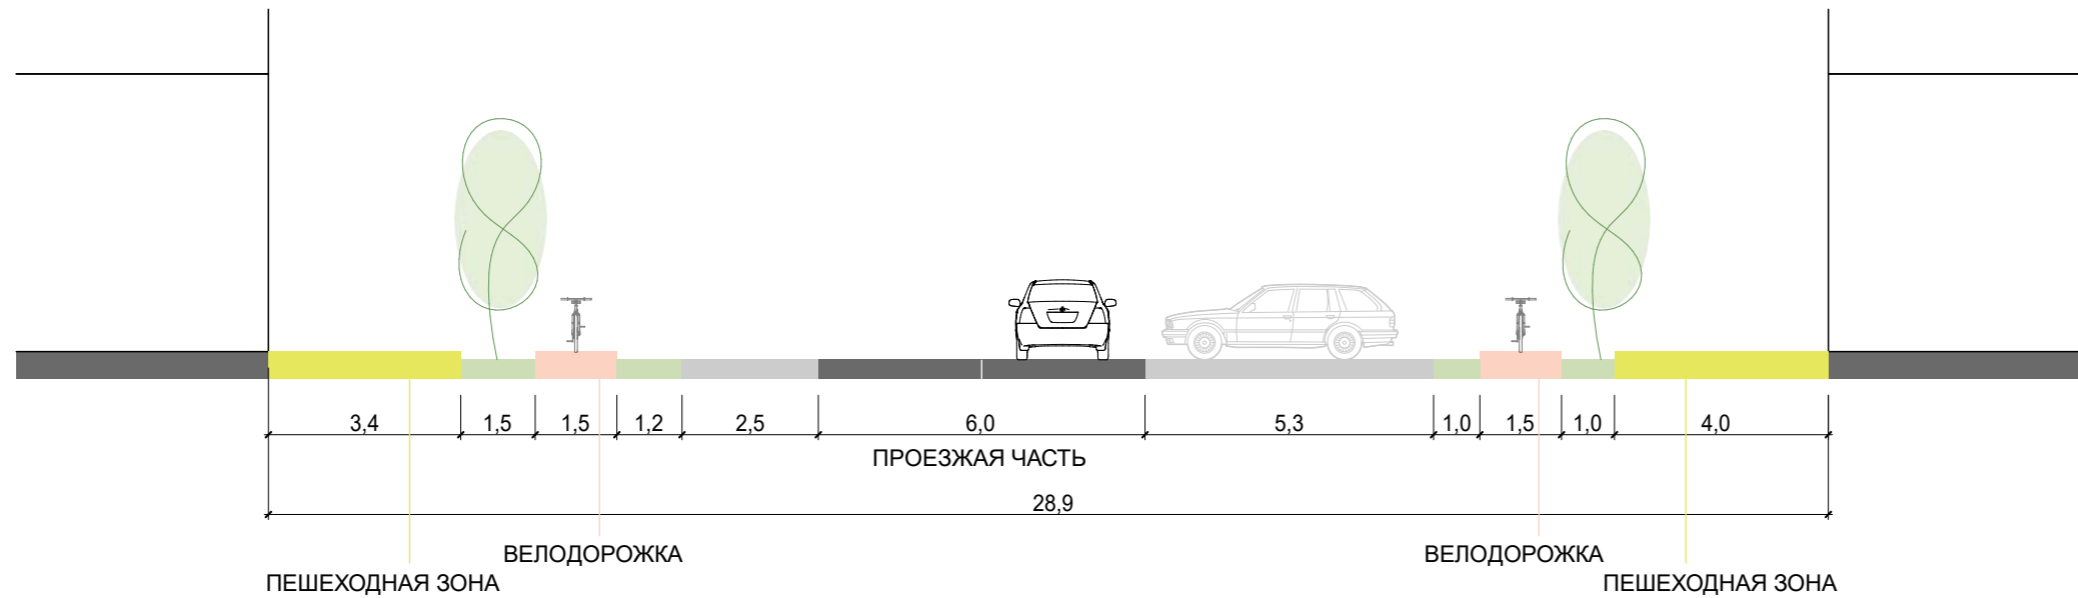 3,4 1,5 1,5 1,2 2,5 6,0 5,3 1,0 1,5 1,0 4,0
ПРОЕЗЖАЯ ЧАСТЬ
28,9
ВЕЛОДОРОЖКА ВЕЛОДОРОЖКА
ПЕШЕХОДНАЯ ЗОНА ПЕШЕХОДНАЯ ЗОНА